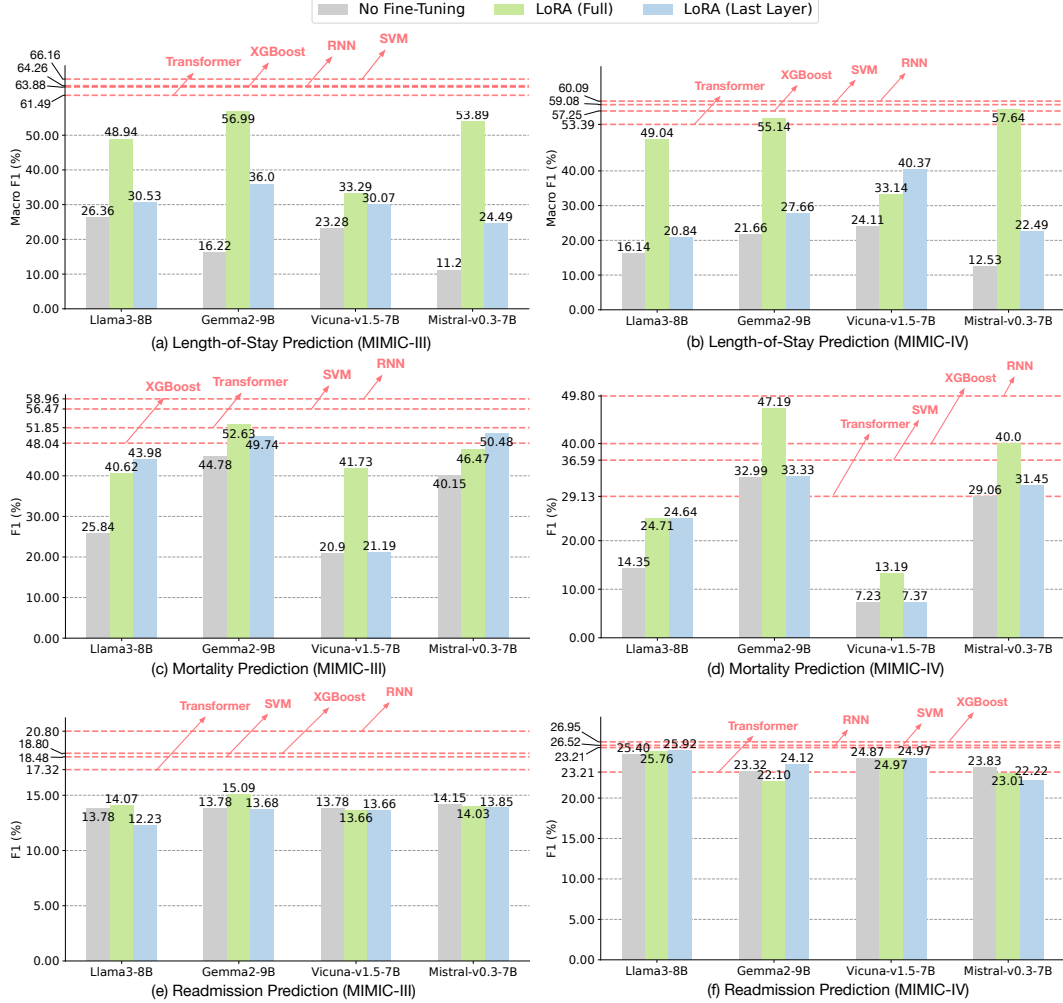 No Fine-Tuning LoRA (Full) LoRA (Last Layer)
66.16
64.26
63.88
61.49
50.00
40.00
30.00
20.00
10.00
0.00
Macro F1 (%)
Transformer XGBoost RNN SVM
26.36 48.94 30.53
16.22 56.99 36.0
23.28 33.29 30.07
11.2 53.89 24.49
Llama3-8B Gemma2-9B Vicuna-v1.5-7B Mistral-v0.3-7B
(a) Length-of-Stay Prediction (MIMIC-III)
60.09
59.08
57.25
53.39
40.00
30.00
20.00
10.00
0.00
Macro F1 (%)
Transformer XGBoost SVM RNN
16.14 49.04 20.84
21.66 55.14 27.66
24.11 33.14 40.37
12.53 57.64 22.49
Llama3-8B Gemma2-9B Vicuna-v1.5-7B Mistral-v0.3-7B
(b) Length-of-Stay Prediction (MIMIC-IV)
58.96
56.47
51.85
48.04
40.00
30.00
20.00
10.00
0.00
F1 (%)
XGBoost Transformer SVM RNN
25.84 40.62 43.98
44.78 52.63 49.74
20.9 41.73 21.19
40.15 46.47 50.48
Llama3-8B Gemma2-9B Vicuna-v1.5-7B Mistral-v0.3-7B
(c) Mortality Prediction (MIMIC-III)
49.80
40.00
36.59
29.13
20.00
10.00
0.00
F1 (%)
Transformer SVM XGBoost RNN
14.35 24.71 24.64
32.99 47.19 33.33
7.23 13.19 7.37
29.06 40.0 31.45
Llama3-8B Gemma2-9B Vicuna-v1.5-7B Mistral-v0.3-7B
(d) Mortality Prediction (MIMIC-IV)
20.80
18.80
18.48
17.32
15.00
10.00
5.00
0.00
F1 (%)
Transformer SVM XGBoost RNN
13.78 14.07 12.23
13.78 15.09 13.68
13.78 13.66 13.66
14.15 14.03 13.85
Llama3-8B Gemma2-9B Vicuna-v1.5-7B Mistral-v0.3-7B
(e) Readmission Prediction (MIMIC-III)
26.95
26.52
23.21
23.21
20.00
15.00
10.00
5.00
0.00
F1 (%)
Transformer RNN SVM XGBoost
25.40 25.76 25.92
23.32 22.10 24.12
24.87 24.97 24.97
23.83 23.01 22.22
Llama3-8B Gemma2-9B Vicuna-v1.5-7B Mistral-v0.3-7B
(f) Readmission Prediction (MIMIC-IV)